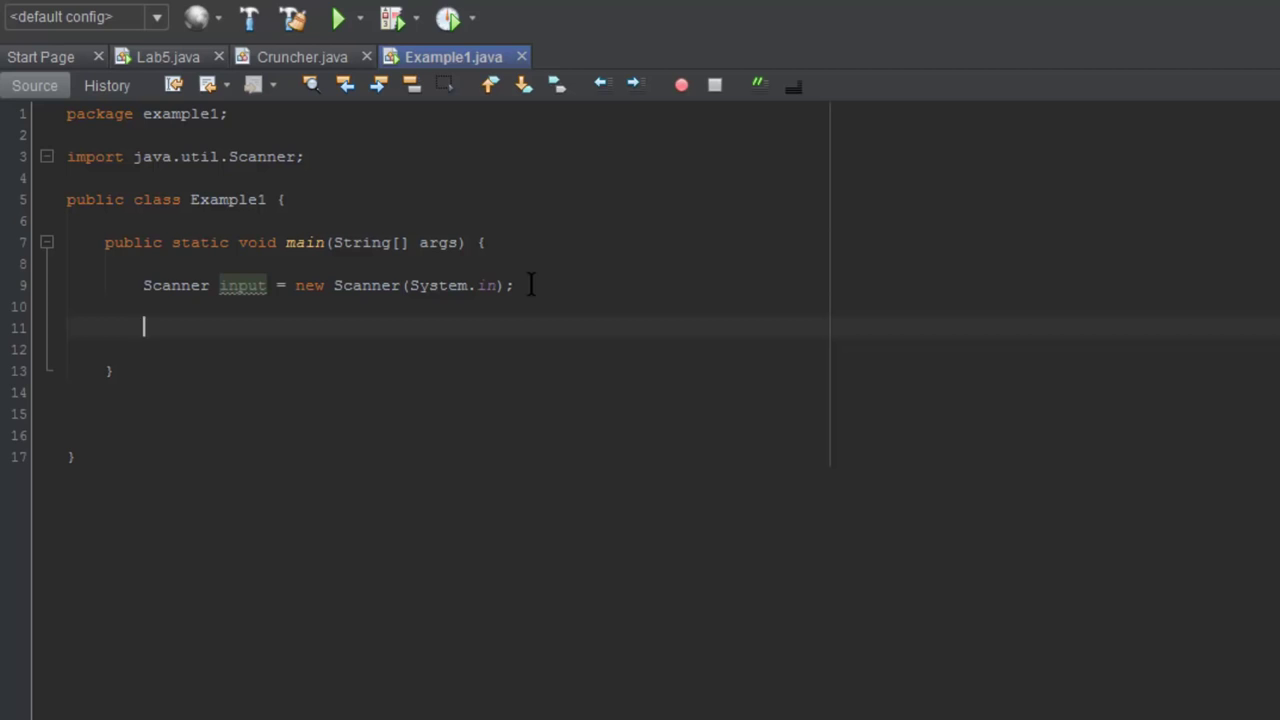 <default config>
Start Page Lab5.java Cruncher.java Example1.java
Source History
1 package example1;
2
3 import java.util.Scanner;
4
5 public class Example1 {
6
7 public static void main(String[] args) {
8
9 Scanner input = new Scanner(System.in);
10
11
12
13 }
14
15
16
17 }